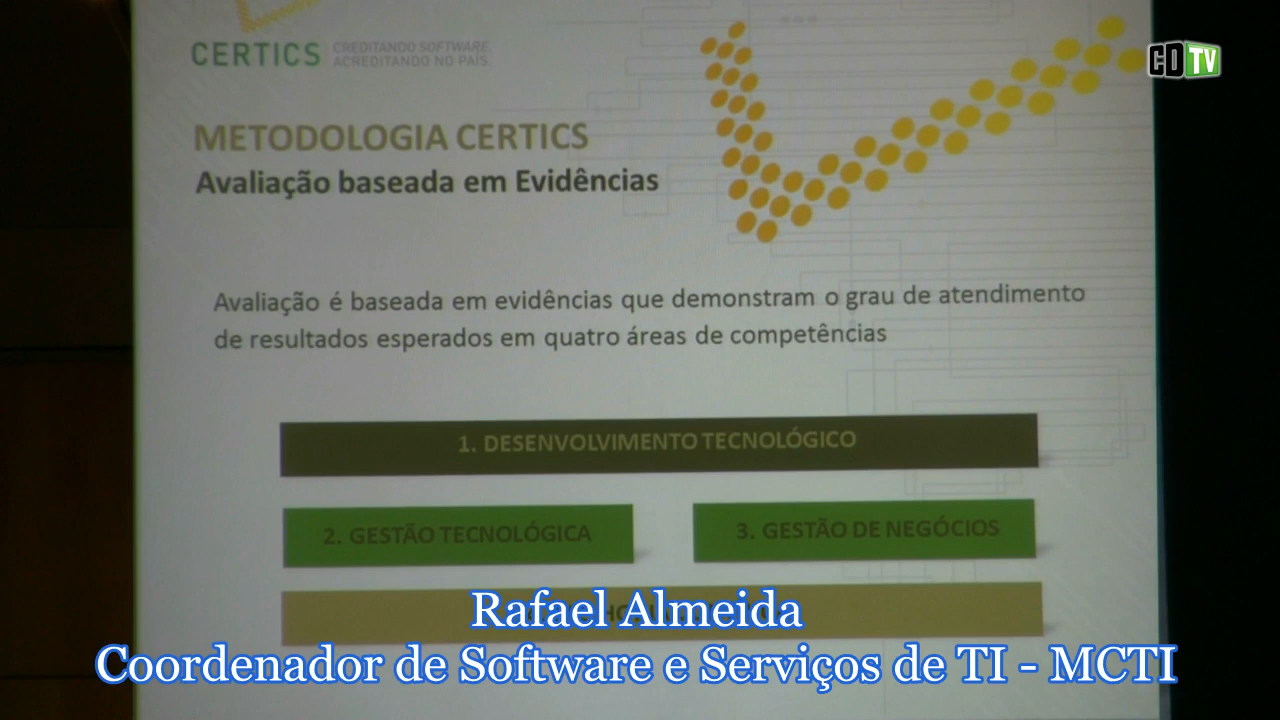 CERTICS
CREDITANDO SOFTWARE.
ACREDITANDO NO PAÍS.
CDTV
METODOLOGIA CERTICS
Avaliação baseada em Evidências
Avaliação é baseada em evidências que demonstram o grau de atendimento
de resultados esperados em quatro áreas de competências
1. DESENVOLVIMENTO TECNOLÓGICO
2. GESTÃO TECNOLÓGICA
3. GESTÃO DE NEGÓCIOS
Rafael Almeida
Coordenador de Software e Serviços de TI - MCTI